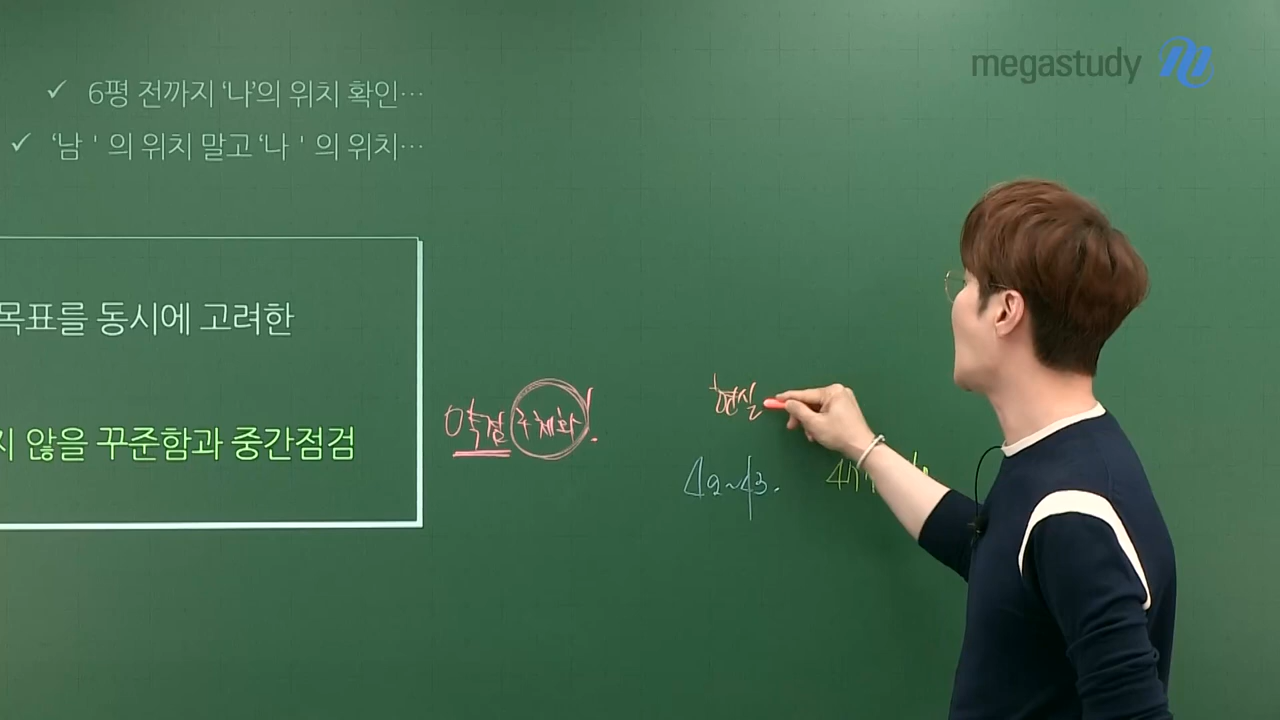 megastudy
✓ 6평 전까지 ‘나’의 위치 확인…
✓ ‘남 ' 의 위치 말고 ‘나 ' 의 위치…
목표를 동시에 고려한
지 않을 꾸준함과 중간점검
약점 구체화!
현실
42~43.